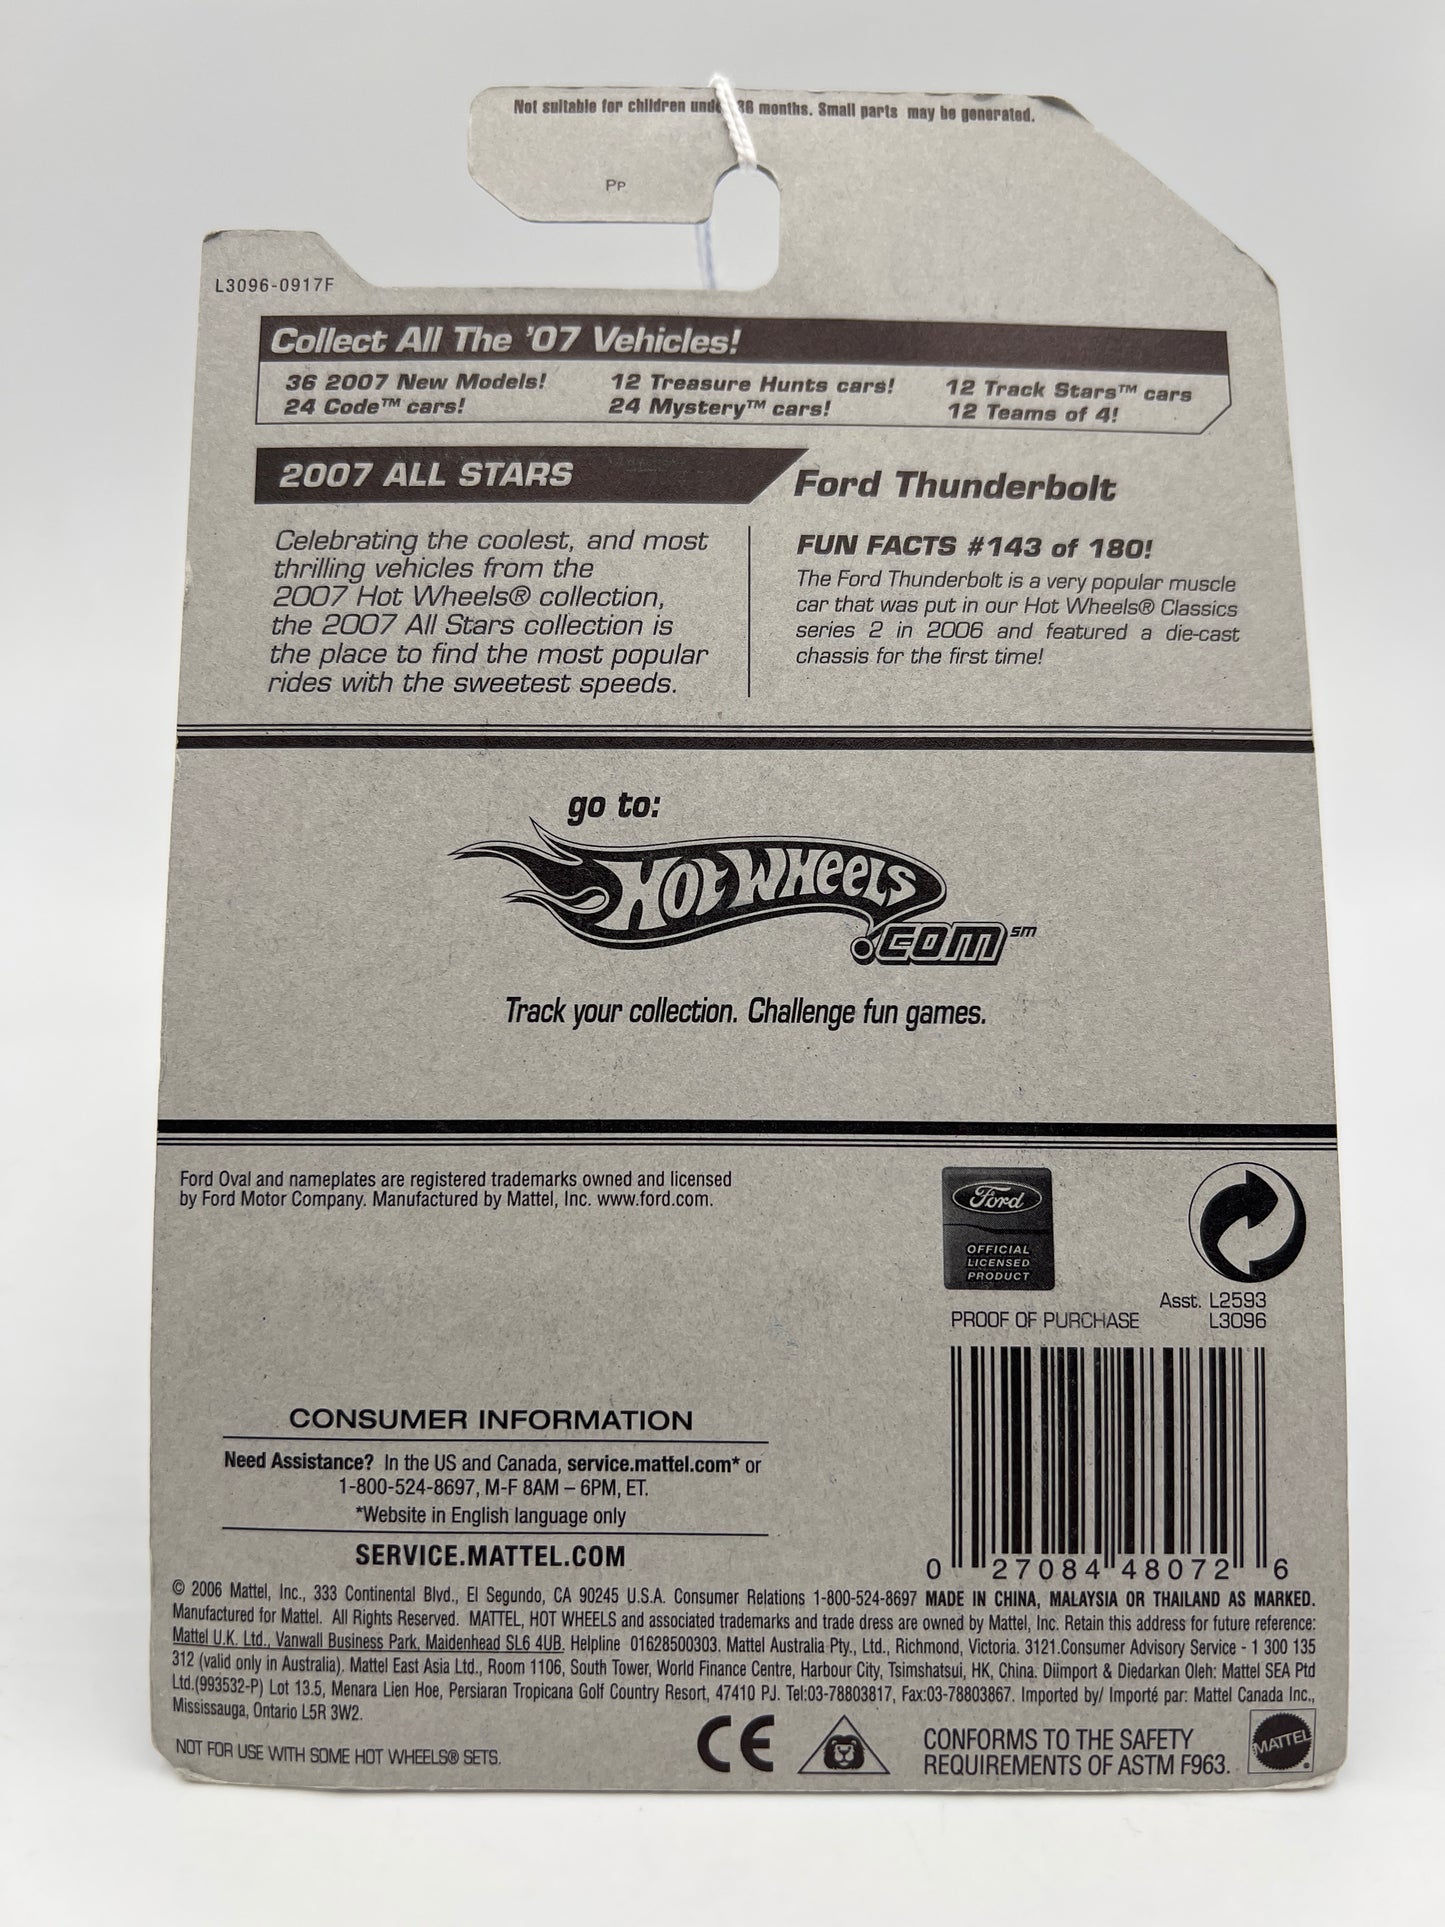 Not suitable for children under 36 months. Small parts may be generated.
PP
L3096-0917F
Collect All The '07 Vehicles!
36 2007 New Models! 12 Treasure Hunts cars! 12 Track Stars™ cars
24 Code™ cars! 24 Mystery™ cars! 12 Teams of 4!
2007 ALL STARS
Celebrating the coolest, and most
thrilling vehicles from the
2007 Hot Wheels® collection,
the 2007 All Stars collection is
the place to find the most popular
rides with the sweetest speeds.
Ford Thunderbolt
FUN FACTS #143 of 180!
The Ford Thunderbolt is a very popular muscle
car that was put in our Hot Wheels® Classics
series 2 in 2006 and featured a die-cast
chassis for the first time!
go to:
HOT WHEELS
.COM SM
Track your collection. Challenge fun games.
Ford Oval and nameplates are registered trademarks owned and licensed
by Ford Motor Company. Manufactured by Mattel, Inc. www.ford.com.
Ford
OFFICIAL
LICENSED
PRODUCT
Asst. L2593
PROOF OF PURCHASE L3096
0 27084 48072 6
CONSUMER INFORMATION
Need Assistance? In the US and Canada, service.mattel.com* or
1-800-524-8697, M-F 8AM – 6PM, ET.
*Website in English language only
SERVICE.MATTEL.COM
© 2006 Mattel, Inc., 333 Continental Blvd., El Segundo, CA 90245 U.S.A. Consumer Relations 1-800-524-8697 MADE IN CHINA, MALAYSIA OR THAILAND AS MARKED.
Manufactured for Mattel. All Rights Reserved. MATTEL, HOT WHEELS and associated trademarks and trade dress are owned by Mattel, Inc. Retain this address for future reference:
Mattel U.K. Ltd., Vanwall Business Park, Maidenhead SL6 4UB. Helpline 01628500303. Mattel Australia Pty., Ltd., Richmond, Victoria. 3121.Consumer Advisory Service - 1 300 135
312 (valid only in Australia). Mattel East Asia Ltd., Room 1106, South Tower, World Finance Centre, Harbour City, Tsimshatsui, HK, China. Diimport & Diedarkan Oleh: Mattel SEA Ptd
Ltd.(993532-P) Lot 13.5, Menara Lien Hoe, Persiaran Tropicana Golf Country Resort, 47410 PJ. Tel:03-78803817, Fax:03-78803867. Imported by/ Importé par: Mattel Canada Inc.,
Mississauga, Ontario L5R 3W2.
NOT FOR USE WITH SOME HOT WHEELS® SETS.
CE
CONFORMS TO THE SAFETY
REQUIREMENTS OF ASTM F963.
MATTEL